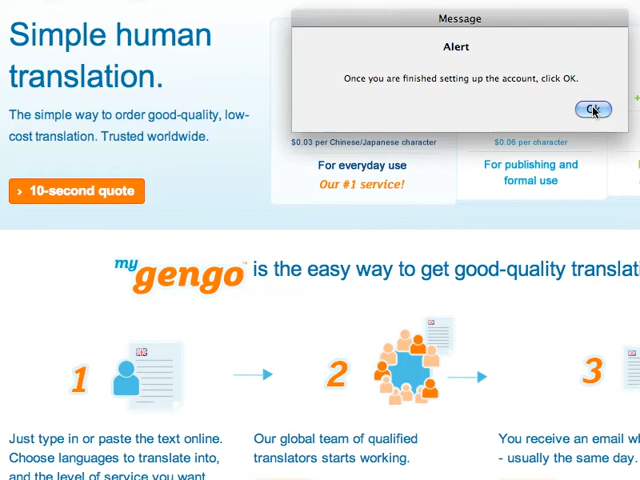 Simple human
translation.
The simple way to order good-quality, low-
cost translation. Trusted worldwide.
› 10-second quote
Message
Alert
Once you are finished setting up the account, click OK.
$0.03 per Chinese/Japanese character
For everyday use
Our #1 service!
$0.06 per character
For publishing and
formal use
my gengo™ is the easy way to get good-quality
1
2
3
Just type in or paste the text online.
Choose languages to translate into,
and the level of service you want
Our global team of qualified
translators starts working.
You receive an email
- usually the same day.